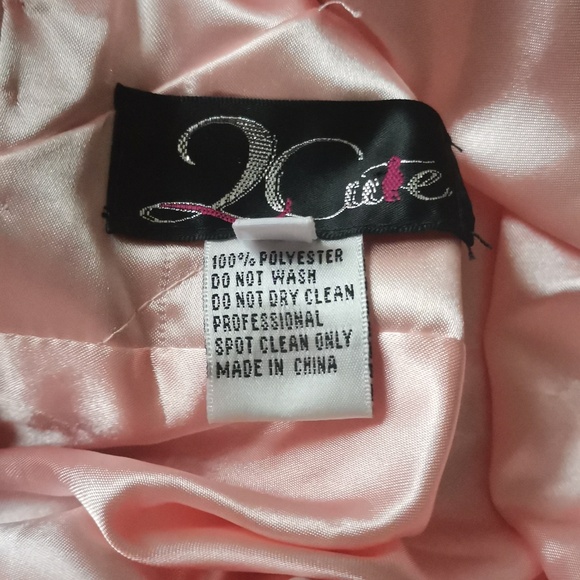 2Cute
100% POLYESTER
DO NOT WASH
DO NOT DRY CLEAN
PROFESSIONAL
SPOT CLEAN ONLY
MADE IN CHINA